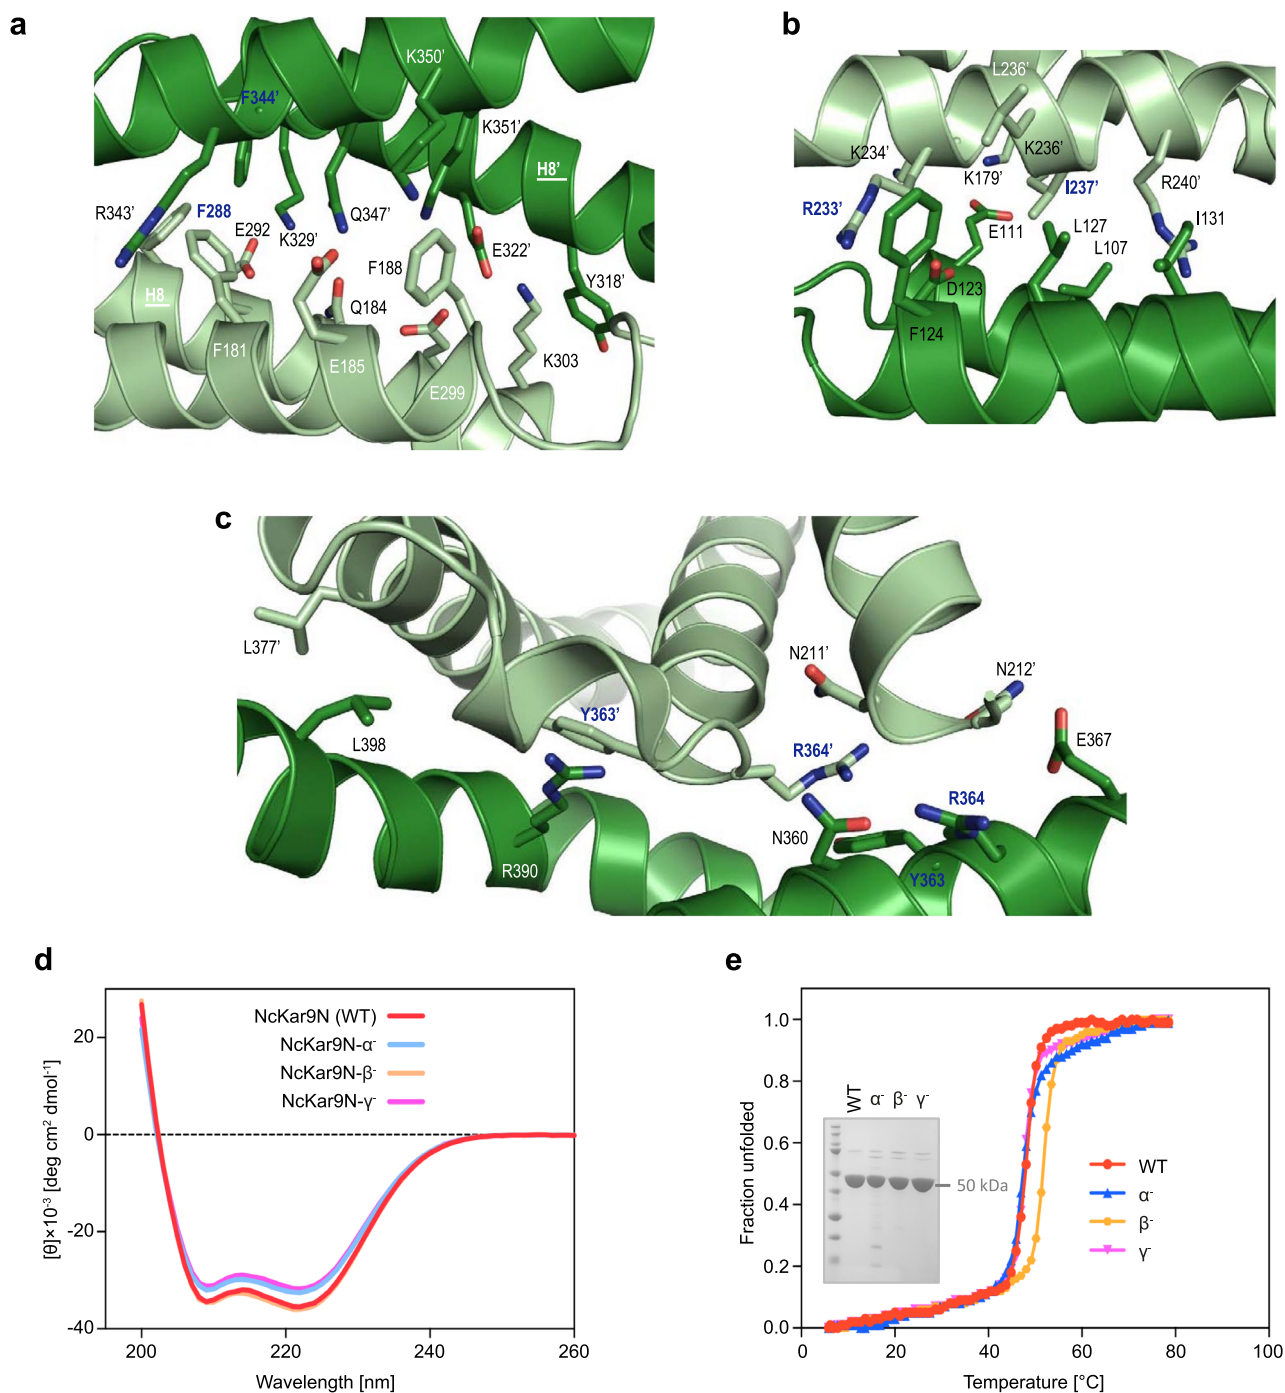 a
K350'
F344'
K351'
H8'
R343'
F288
E292
K329'
Q347'
E322'
F188
Y318'
H8
Q184
F181
E185
K303
E299
b
L236'
K234'
K236'
K179'
I237'
R240'
R233'
E111
L127
I131
L107
D123
F124
c
L377'
N211'
N212'
Y363'
L398
E367
R364'
R364
N360
R390
Y363
d
20
0
-20
-40
[θ]×10⁻³ [deg cm² dmol⁻¹]
NcKar9N (WT)
NcKar9N-α⁻
NcKar9N-β⁻
NcKar9N-γ⁻
200 220 240 260
Wavelength [nm]
e
1.0
0.8
0.6
0.4
0.2
0.0
Fraction unfolded
WT α⁻ β⁻ γ⁻
50 kDa
WT
α⁻
β⁻
γ⁻
0 20 40 60 80 100
Temperature [°C]